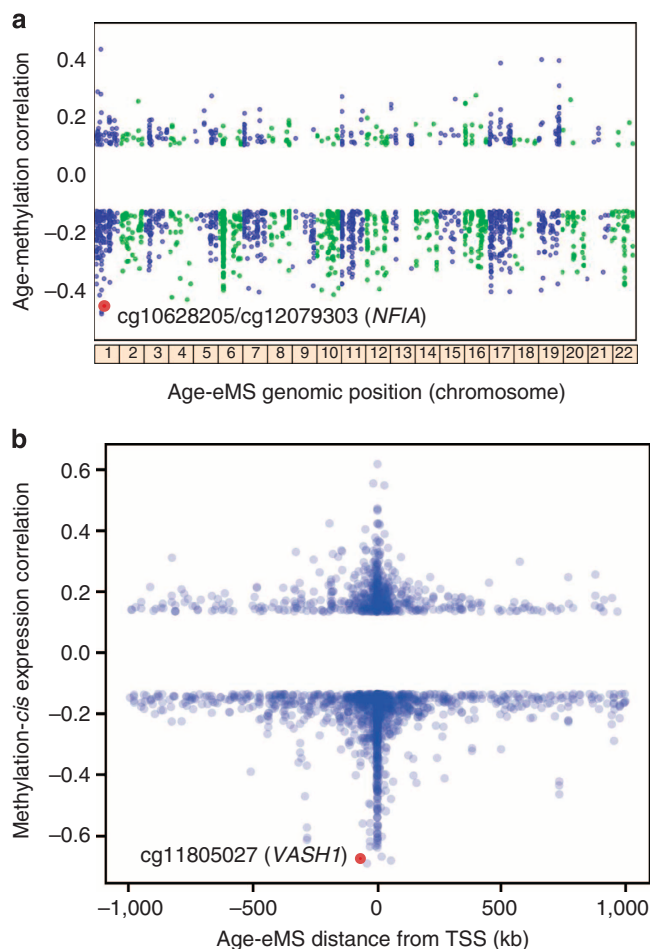 a
Age-methylation correlation
0.4
0.2
0.0
−0.2
−0.4
cg10628205/cg12079303 (NFIA)
1 2 3 4 5 6 7 8 9 10 11 12 13 14 15 16 17 18 19 20 21 22
Age-eMS genomic position (chromosome)
b
Methylation-cis expression correlation
0.6
0.4
0.2
0.0
−0.2
−0.4
−0.6
cg11805027 (VASH1)
−1,000 −500 0 500 1,000
Age-eMS distance from TSS (kb)